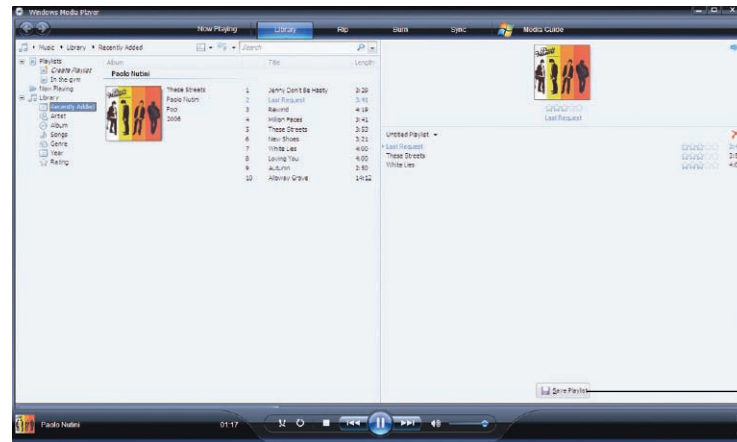 Windows Media Player
Now Playing Library Rip Burn Sync Media Guide
Music Library Recently Added Search
Playlists
Create Playlist
In the gym
Now Playing
Library
Recently Added
Artist
Album
Songs
Genre
Year
Rating
Album Title Length
Paolo Nutini
These Streets
Paolo Nutini
Pop
2006
1 Jenny Don't Be Hasty 3:29
2 Last Request 3:41
3 Rewind 4:19
4 Million Faces 3:41
5 These Streets 3:53
6 New Shoes 3:21
7 White Lies 4:00
8 Loving You 4:00
9 Autumn 2:50
10 Alloway Grove 14:12
Last Request
Untitled Playlist
Last Request
These Streets
White Lies
Save Playlist
Paolo Nutini 01:17